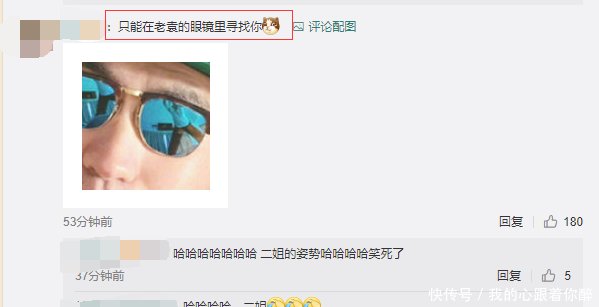 : 只能在老袁的眼镜里寻找你 评论配图
53分钟前 回复 180
哈哈哈哈哈哈哈 二姐的姿势哈哈哈哈笑死了
37分钟前 回复 5
哈哈哈哈，二姐
快传号 / 我的心跟着你醉